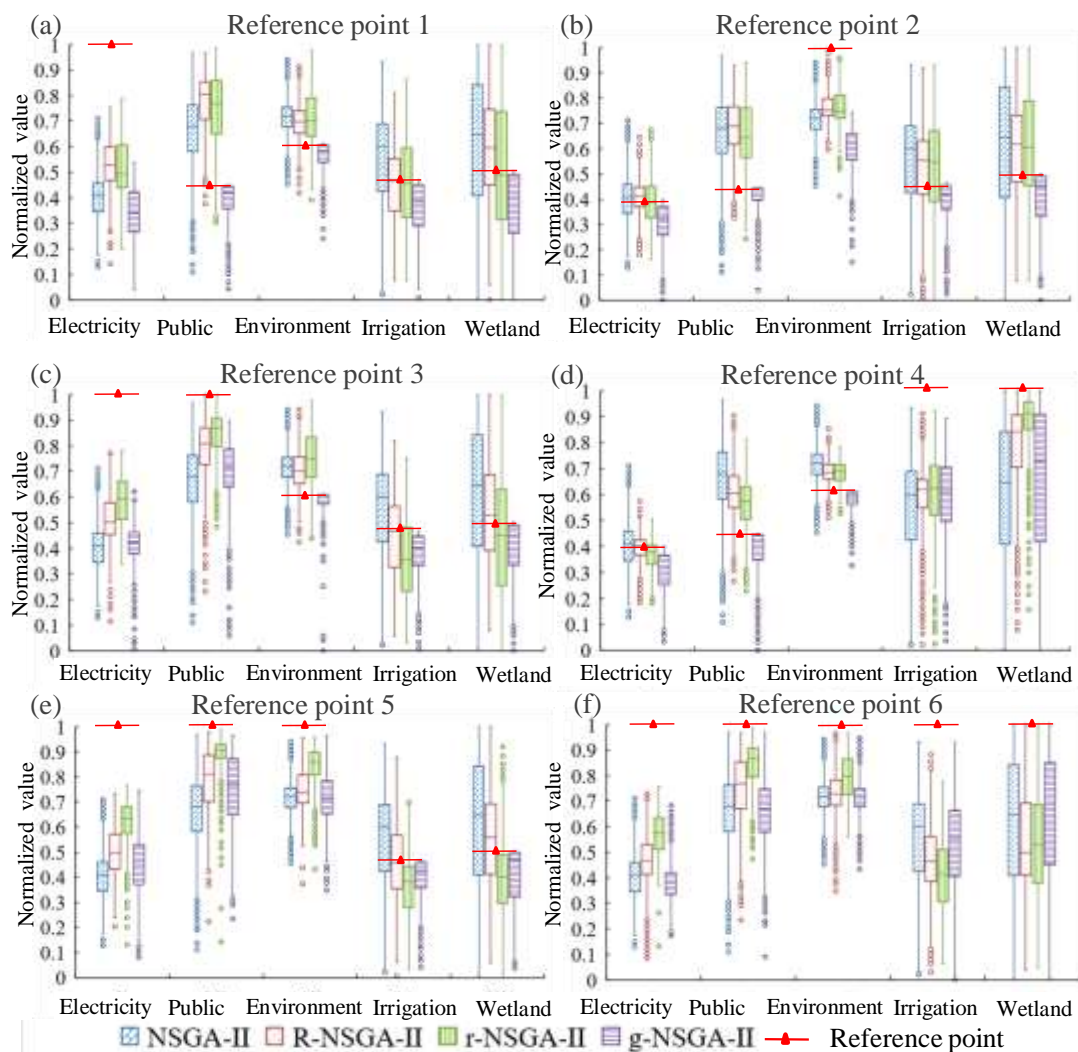 (a) Reference point 1 (b) Reference point 2
Normalized value 1 0.9 0.8 0.7 0.6 0.5 0.4 0.3 0.2 0.1 0
Normalized value 1 0.9 0.8 0.7 0.6 0.5 0.4 0.3 0.2 0.1 0
Electricity Public Environment Irrigation Wetland Electricity Public Environment Irrigation Wetland
(c) Reference point 3 (d) Reference point 4
Normalized value 1 0.9 0.8 0.7 0.6 0.5 0.4 0.3 0.2 0.1 0
Normalized value 1 0.9 0.8 0.7 0.6 0.5 0.4 0.3 0.2 0.1 0
Electricity Public Environment Irrigation Wetland Electricity Public Environment Irrigation Wetland
(e) Reference point 5 (f) Reference point 6
Normalized value 1 0.9 0.8 0.7 0.6 0.5 0.4 0.3 0.2 0.1 0
Normalized value 1 0.9 0.8 0.7 0.6 0.5 0.4 0.3 0.2 0.1 0
Electricity Public Environment Irrigation Wetland Electricity Public Environment Irrigation Wetland
NSGA-II R-NSGA-II r-NSGA-II g-NSGA-II Reference point